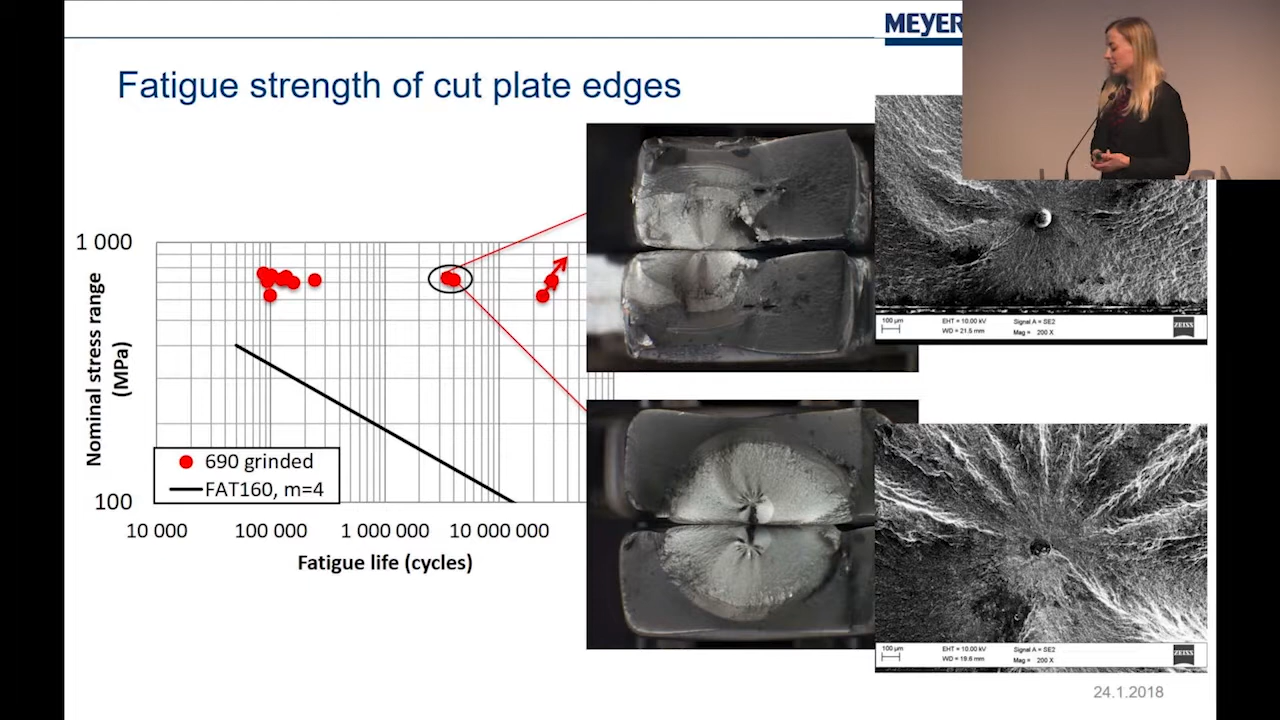 MEYER
Fatigue strength of cut plate edges
1 000
100
Nominal stress range
(MPa)
690 grinded
FAT160, m=4
10 000
100 000
1 000 000
10 000 000
Fatigue life (cycles)
100 µm
EHT = 10.00 kV
WD = 21.5 mm
Signal A = SE2
Mag = 200 X
ZEISS
100 µm
EHT = 10.00 kV
WD = 19.6 mm
Signal A = SE2
Mag = 200 X
ZEISS
24.1.2018